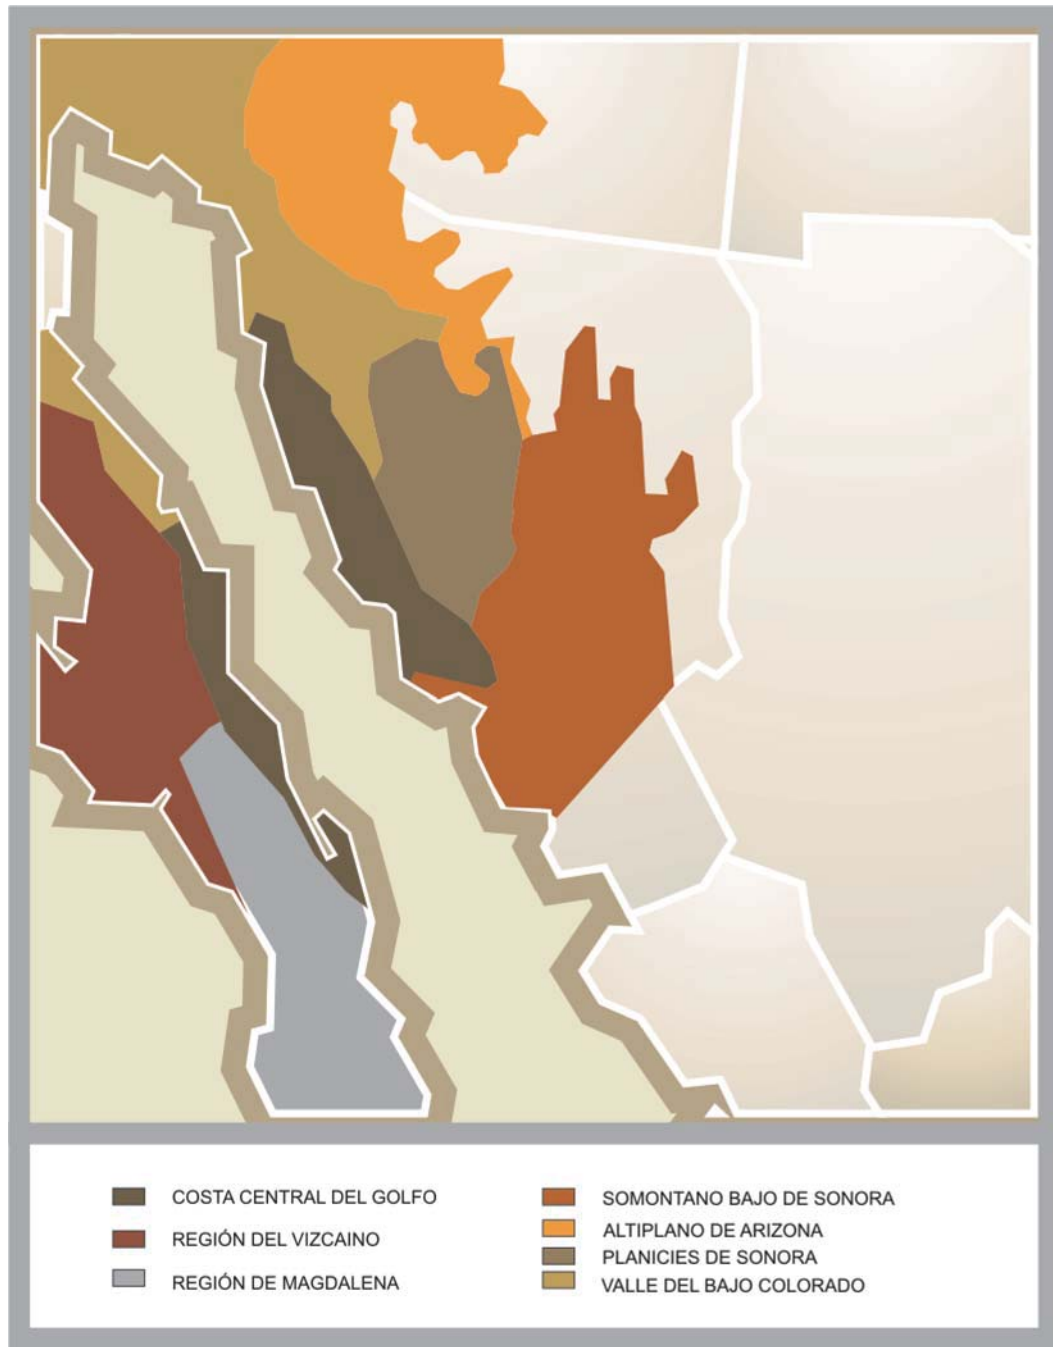 COSTA CENTRAL DEL GOLFO
REGIÓN DEL VIZCAINO
REGIÓN DE MAGDALENA
SOMONTANO BAJO DE SONORA
ALTIPLANO DE ARIZONA
PLANICIES DE SONORA
VALLE DEL BAJO COLORADO